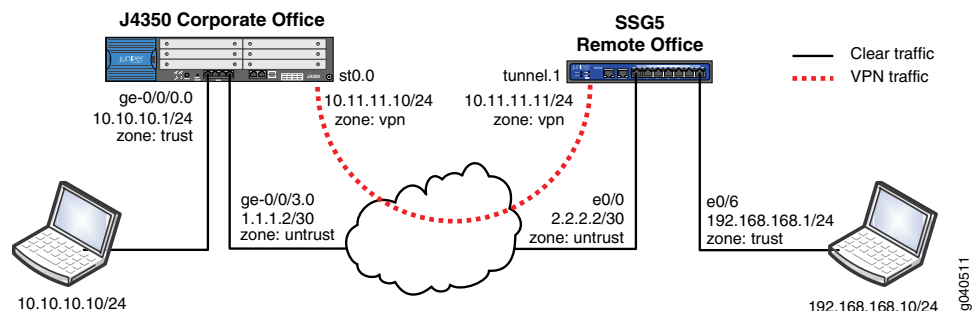 J4350 Corporate Office
SSG5
Remote Office
Clear traffic
VPN traffic
st0.0
10.11.11.10/24
zone: vpn
tunnel.1
10.11.11.11/24
zone: vpn
ge-0/0/0.0
10.10.10.1/24
zone: trust
ge-0/0/3.0
1.1.1.2/30
zone: untrust
e0/0
2.2.2.2/30
zone: untrust
e0/6
192.168.168.1/24
zone: trust
10.10.10.10/24
192.168.168.10/24
g040511